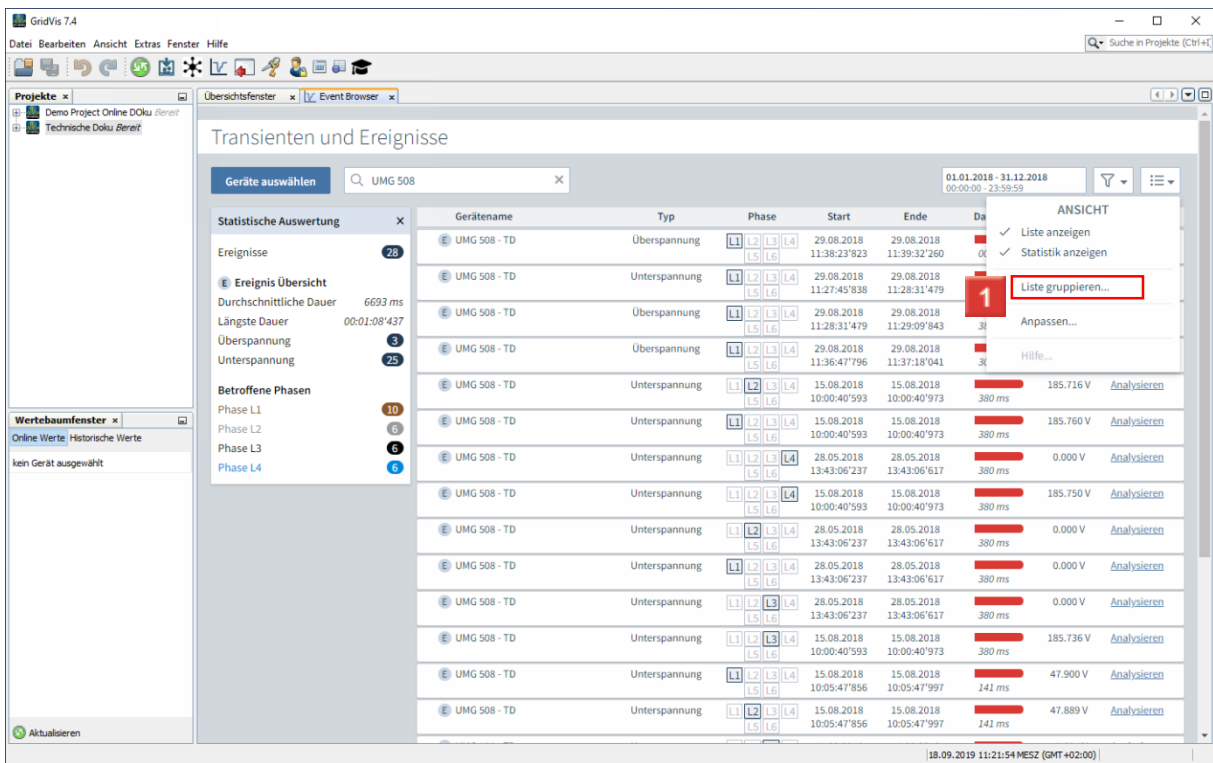 GridVis 7.4
Datei Bearbeiten Ansicht Extras Fenster Hilfe
Suche in Projekte (Ctrl+I)
Projekte
Demo Project Online DOku Bereit
Technische Doku Bereit
Übersichtsfenster Event Browser
Transienten und Ereignisse
Geräte auswählen UMG 508
01.01.2018 - 31.12.2018
00:00:00 - 23:59:59
ANSICHT
Liste anzeigen
Statistik anzeigen
1 Liste gruppieren...
Anpassen...
Hilfe...
Statistische Auswertung
Ereignisse 28
E Ereignis Übersicht
Durchschnittliche Dauer 6693 ms
Längste Dauer 00:01:08'437
Überspannung 3
Unterspannung 25
Betroffene Phasen
Phase L1 10
Phase L2 6
Phase L3 6
Phase L4 6
Gerätename Typ Phase Start Ende Da
E UMG 508 - TD Überspannung L1 L2 L3 L4 29.08.2018 29.08.2018
L5 L6 11:38:23'823 11:39:32'260
E UMG 508 - TD Unterspannung L1 L2 L3 L4 29.08.2018 29.08.2018
L5 L6 11:27:45'838 11:28:31'479
E UMG 508 - TD Überspannung L1 L2 L3 L4 29.08.2018 29.08.2018
L5 L6 11:28:31'479 11:29:09'843 38
E UMG 508 - TD Überspannung L1 L2 L3 L4 29.08.2018 29.08.2018
L5 L6 11:36:47'796 11:37:18'041 30
E UMG 508 - TD Unterspannung L1 L2 L3 L4 15.08.2018 15.08.2018 185.716 V Analysieren
L5 L6 10:00:40'593 10:00:40'973 380 ms
E UMG 508 - TD Unterspannung L1 L2 L3 L4 15.08.2018 15.08.2018 185.760 V Analysieren
L5 L6 10:00:40'593 10:00:40'973 380 ms
E UMG 508 - TD Unterspannung L1 L2 L3 L4 28.05.2018 28.05.2018 0.000 V Analysieren
L5 L6 13:43:06'237 13:43:06'617 380 ms
E UMG 508 - TD Unterspannung L1 L2 L3 L4 15.08.2018 15.08.2018 185.750 V Analysieren
L5 L6 10:00:40'593 10:00:40'973 380 ms
E UMG 508 - TD Unterspannung L1 L2 L3 L4 28.05.2018 28.05.2018 0.000 V Analysieren
L5 L6 13:43:06'237 13:43:06'617 380 ms
E UMG 508 - TD Unterspannung L1 L2 L3 L4 28.05.2018 28.05.2018 0.000 V Analysieren
L5 L6 13:43:06'237 13:43:06'617 380 ms
E UMG 508 - TD Unterspannung L1 L2 L3 L4 28.05.2018 28.05.2018 0.000 V Analysieren
L5 L6 13:43:06'237 13:43:06'617 380 ms
E UMG 508 - TD Unterspannung L1 L2 L3 L4 15.08.2018 15.08.2018 185.736 V Analysieren
L5 L6 10:00:40'593 10:00:40'973 380 ms
E UMG 508 - TD Unterspannung L1 L2 L3 L4 15.08.2018 15.08.2018 47.900 V Analysieren
L5 L6 10:05:47'856 10:05:47'997 141 ms
E UMG 508 - TD Unterspannung L1 L2 L3 L4 15.08.2018 15.08.2018 47.889 V Analysieren
L5 L6 10:05:47'856 10:05:47'997 141 ms
Wertebaumfenster
Online Werte Historische Werte
kein Gerät ausgewählt
Aktualisieren
18.09.2019 11:21:54 MESZ (GMT+02:00)